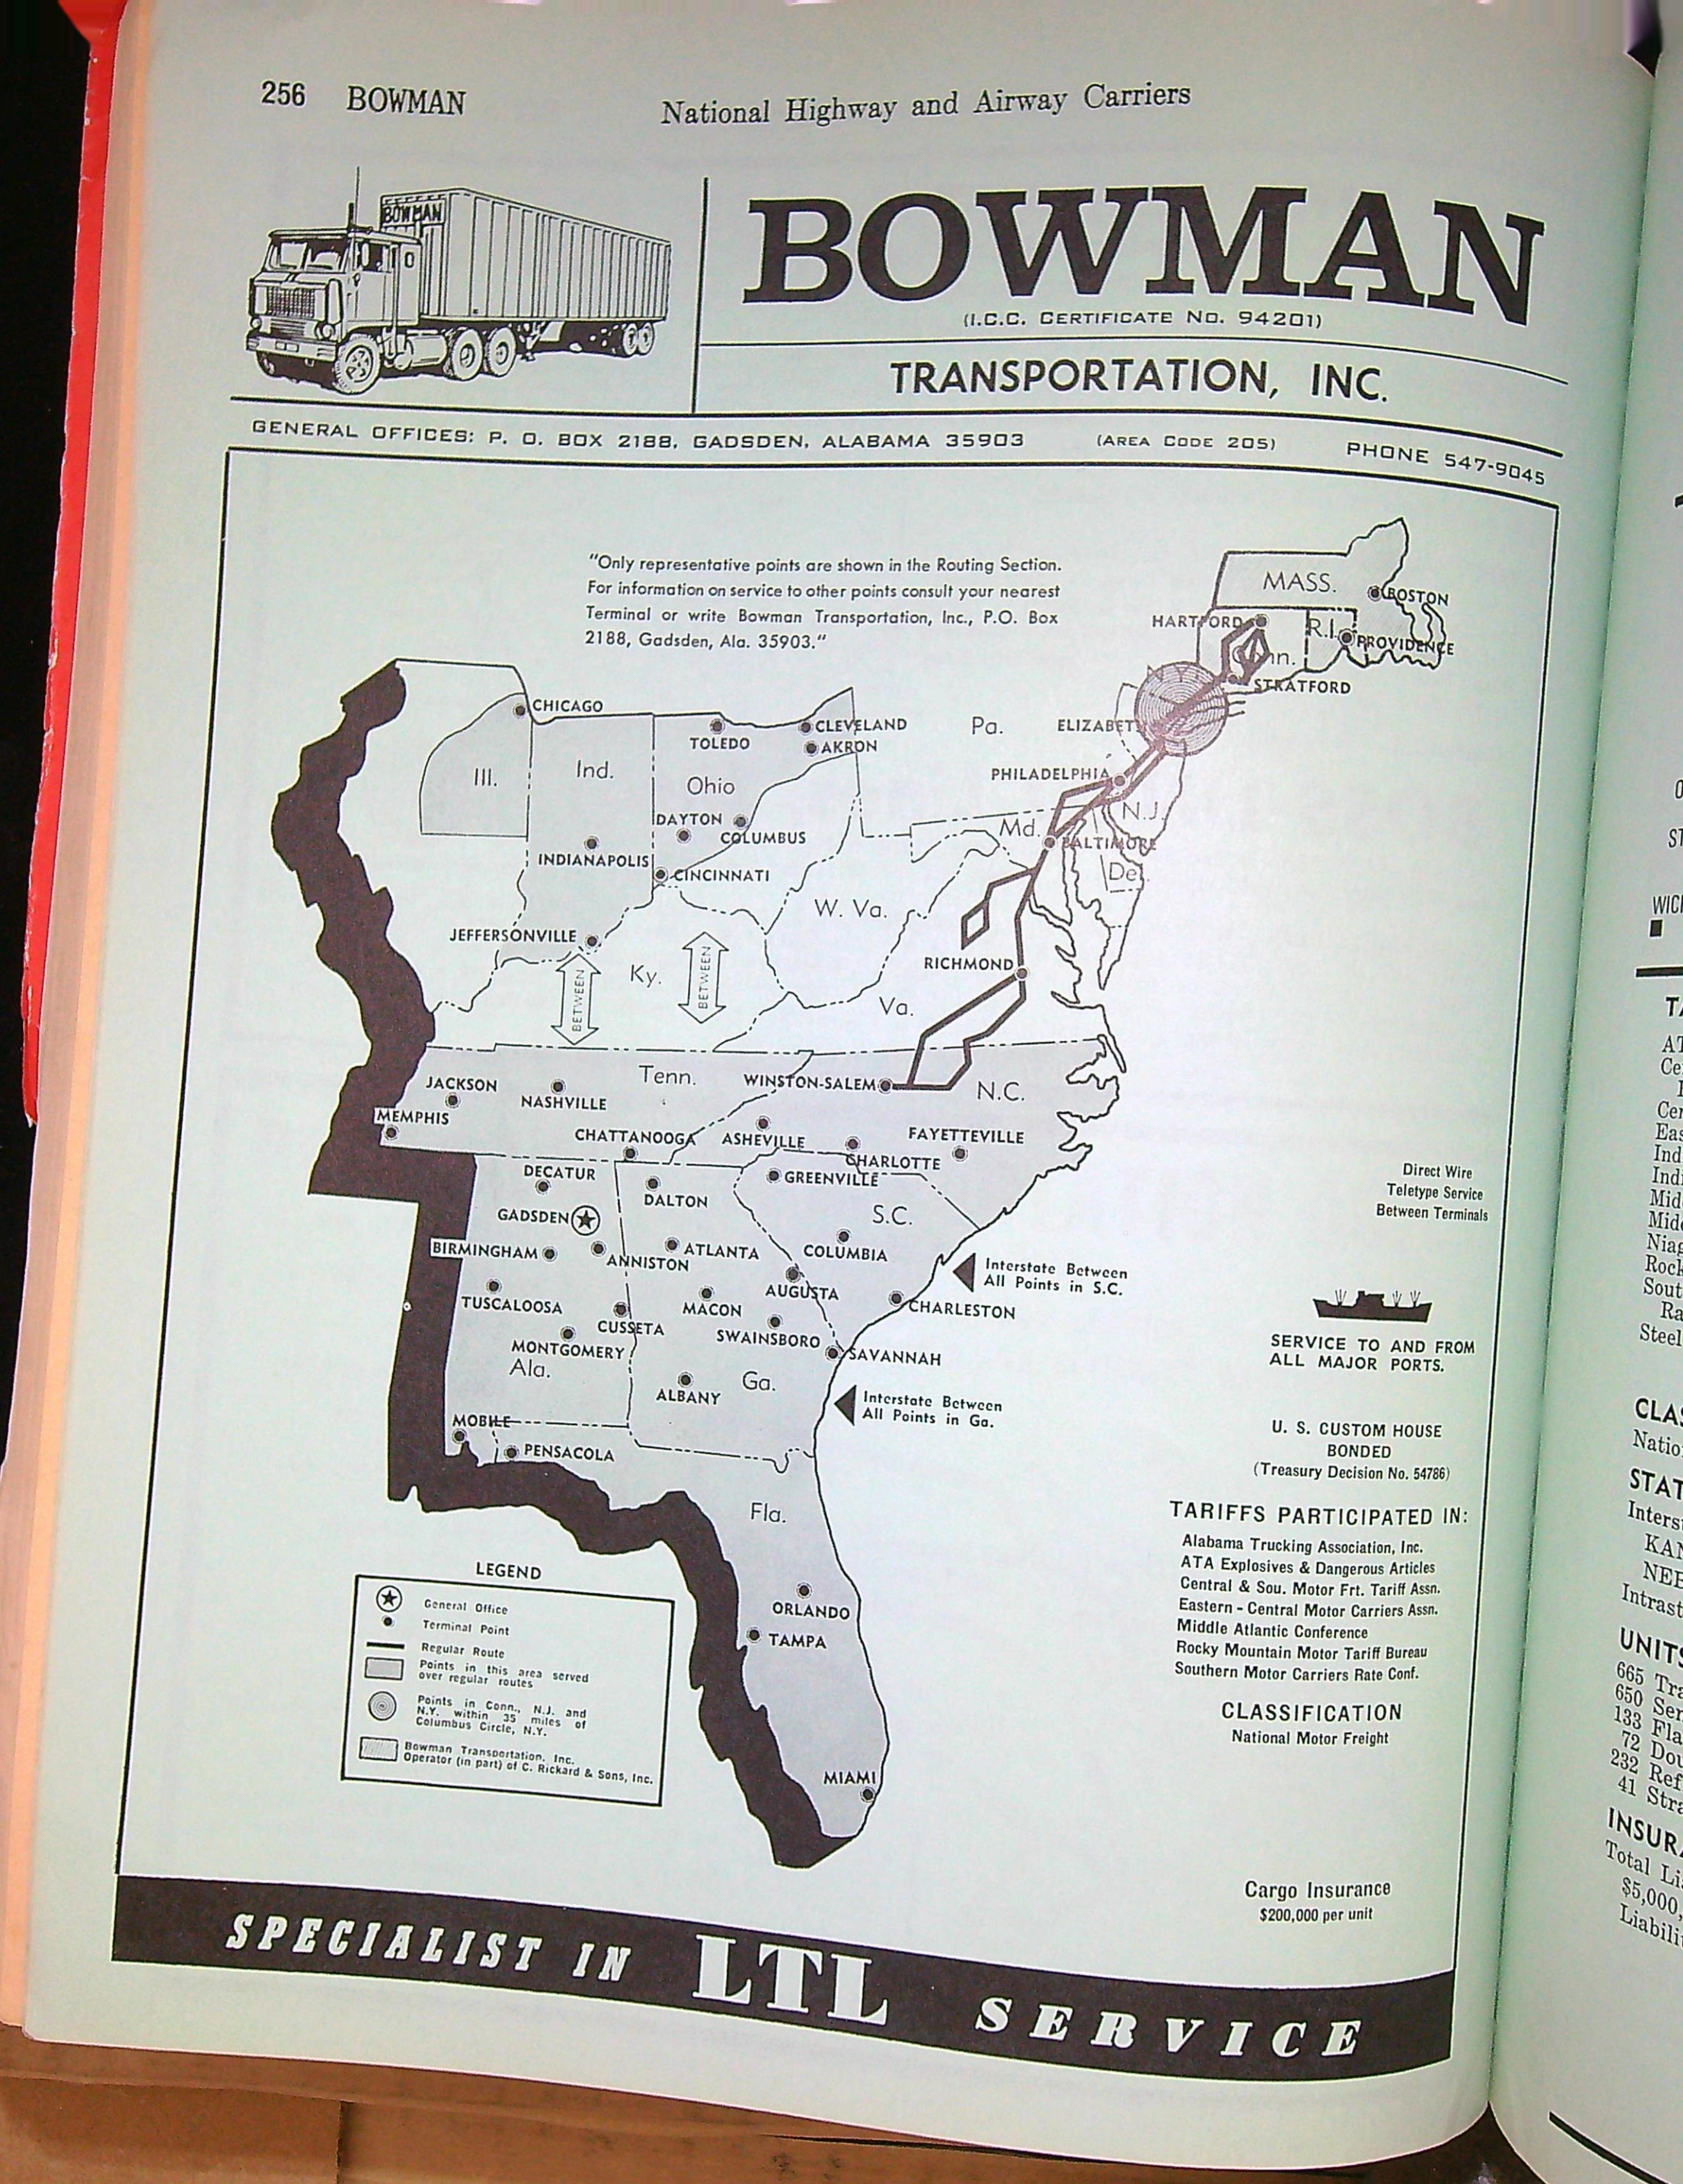 256 BOWMAN
National Highway and Airway Carriers
BOWMAN
BOWMAN
(I.C.C. CERTIFICATE NO. 94201)
TRANSPORTATION, INC.
GENERAL OFFICES: P. O. BOX 2188, GADSDEN, ALABAMA 35903 (AREA CODE 205) PHONE 547-9045
"Only representative points are shown in the Routing Section.
For information on service to other points consult your nearest
Terminal or write Bowman Transportation, Inc., P.O. Box
2188, Gadsden, Ala. 35903."
MASS.
BOSTON
HARTFORD
R.I.
PROVIDENCE
Conn.
N.Y.
STRATFORD
CHICAGO
CLEVELAND
Pa.
ELIZABETH
TOLEDO
AKRON
Ill.
Ind.
Ohio
PHILADELPHIA
N.J.
DAYTON
COLUMBUS
Md.
BALTIMORE
INDIANAPOLIS
CINCINNATI
Del.
W. Va.
JEFFERSONVILLE
BETWEEN
Ky.
BETWEEN
RICHMOND
Va.
JACKSON
NASHVILLE
Tenn.
WINSTON-SALEM
N.C.
MEMPHIS
CHATTANOOGA
ASHEVILLE
FAYETTEVILLE
CHARLOTTE
DECATUR
GREENVILLE
DALTON
GADSDEN
S.C.
BIRMINGHAM
ANNISTON
ATLANTA
COLUMBIA
Interstate Between
All Points in S.C.
TUSCALOOSA
CUSSETA
MACON
AUGUSTA
CHARLESTON
MONTGOMERY
SWAINSBORO
SAVANNAH
Ala.
ALBANY
Ga.
Interstate Between
All Points in Ga.
MOBILE
PENSACOLA
Fla.
ORLANDO
TAMPA
MIAMI
LEGEND
General Office
Terminal Point
Regular Route
Points in this area served
over regular routes
Points in Conn., N.J. and
N.Y. within 35 miles of
Columbus Circle, N.Y.
Bowman Transportation, Inc.
Operator (in part) of C. Rickard & Sons, Inc.
Direct Wire
Teletype Service
Between Terminals
SERVICE TO AND FROM
ALL MAJOR PORTS.
U. S. CUSTOM HOUSE
BONDED
(Treasury Decision No. 54786)
TARIFFS PARTICIPATED IN:
Alabama Trucking Association, Inc.
ATA Explosives & Dangerous Articles
Central & Sou. Motor Frt. Tariff Assn.
Eastern - Central Motor Carriers Assn.
Middle Atlantic Conference
Rocky Mountain Motor Tariff Bureau
Southern Motor Carriers Rate Conf.
CLASSIFICATION
National Motor Freight
Cargo Insurance
$200,000 per unit
SPECIALIST IN LTL SERVICE
665
650
133
72
232
41
$5,000,